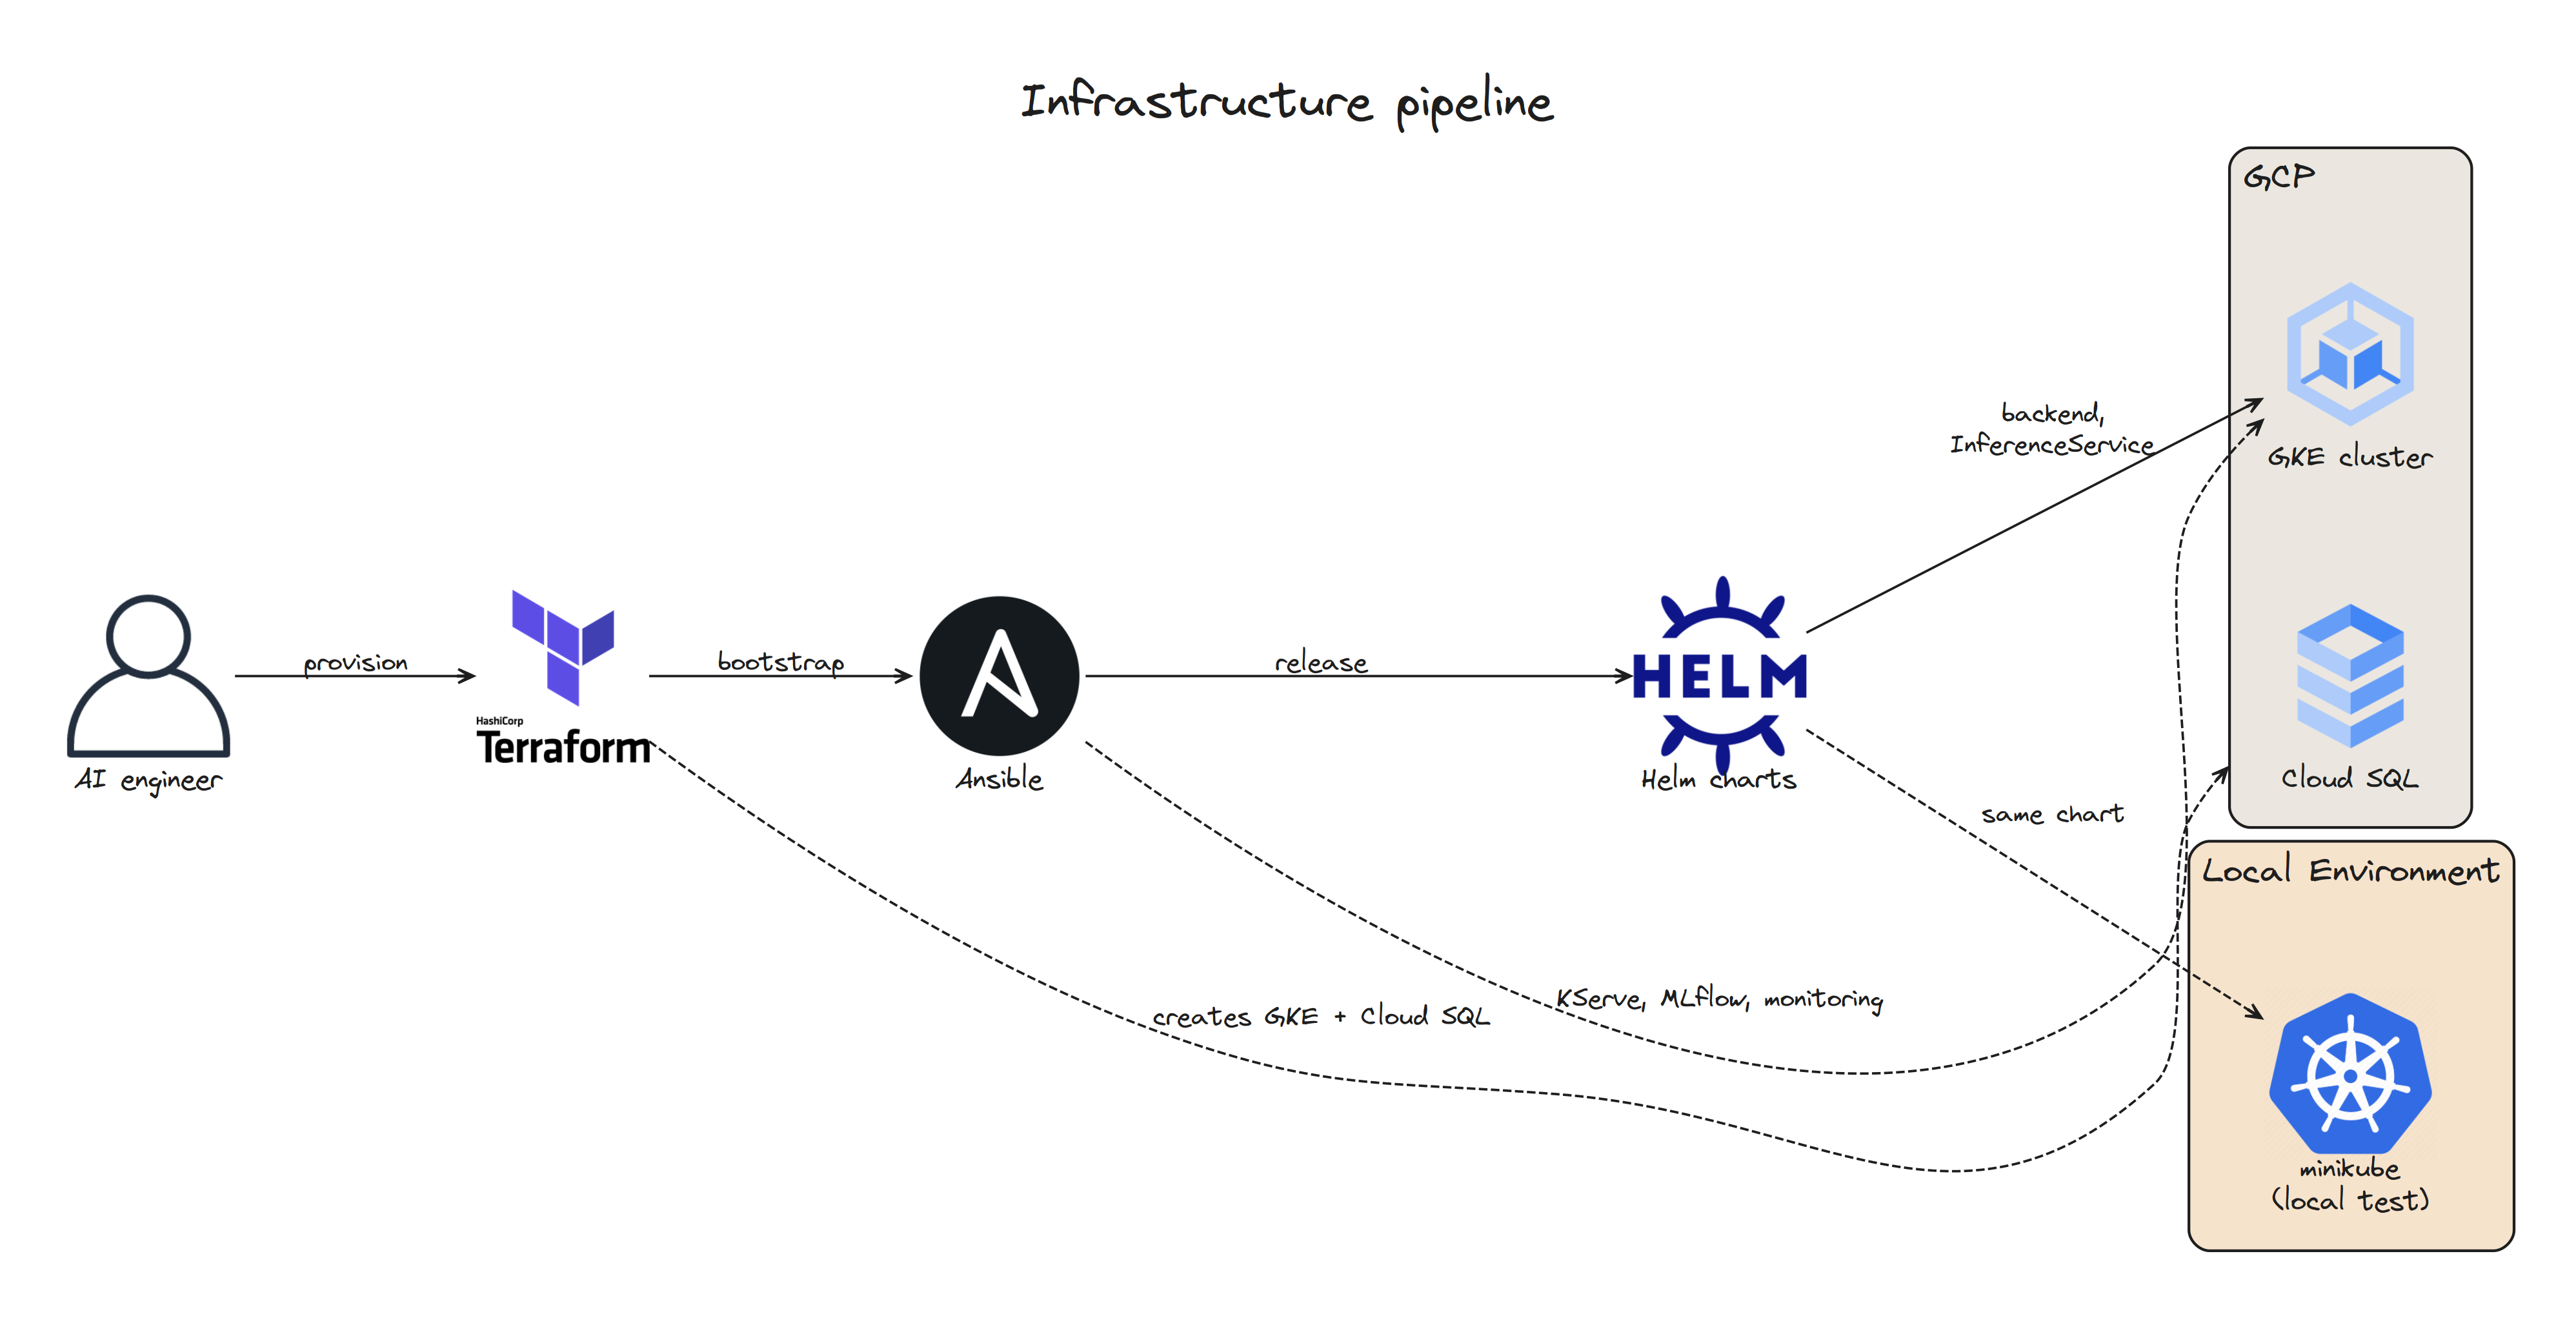 Infrastructure pipeline
GCP
GKE cluster
backend,
InferenceService
provision
bootstrap
release
HELM
HashiCorp
Terraform
AI engineer
Ansible
Helm charts
Cloud SQL
same chart
Local Environment
KServe, MLflow, monitoring
creates GKE + Cloud SQL
minikube
(local test)